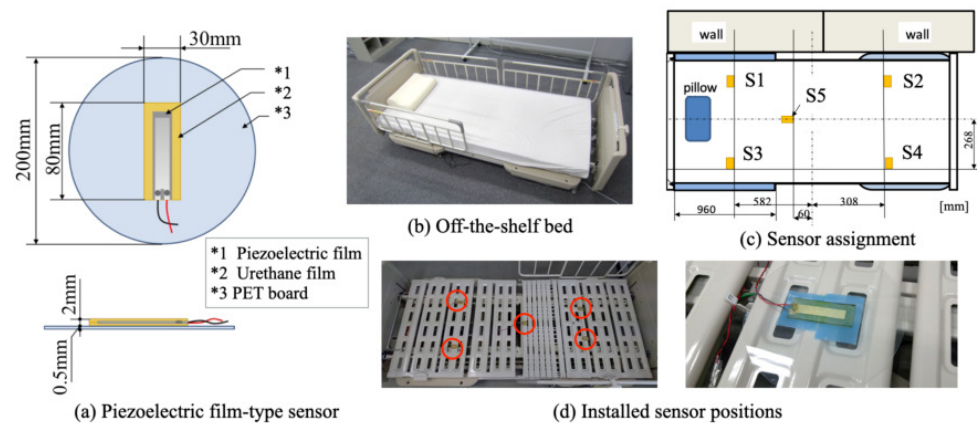 30mm
200mm
80mm
*1
*2
*3
2mm
0.5mm
*1 Piezoelectric film
*2 Urethane film
*3 PET board
(a) Piezoelectric film-type sensor
(b) Off-the-shelf bed
wall
wall
pillow
S1
S2
S5
S3
S4
268
582
308
960
60
[mm]
(c) Sensor assignment
(d) Installed sensor positions